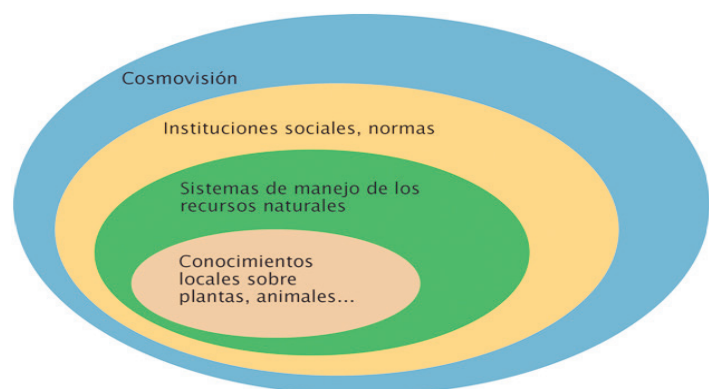 Cosmovisión
Instituciones sociales, normas
Sistemas de manejo de los
recursos naturales
Conocimientos
locales sobre
plantas, animales...